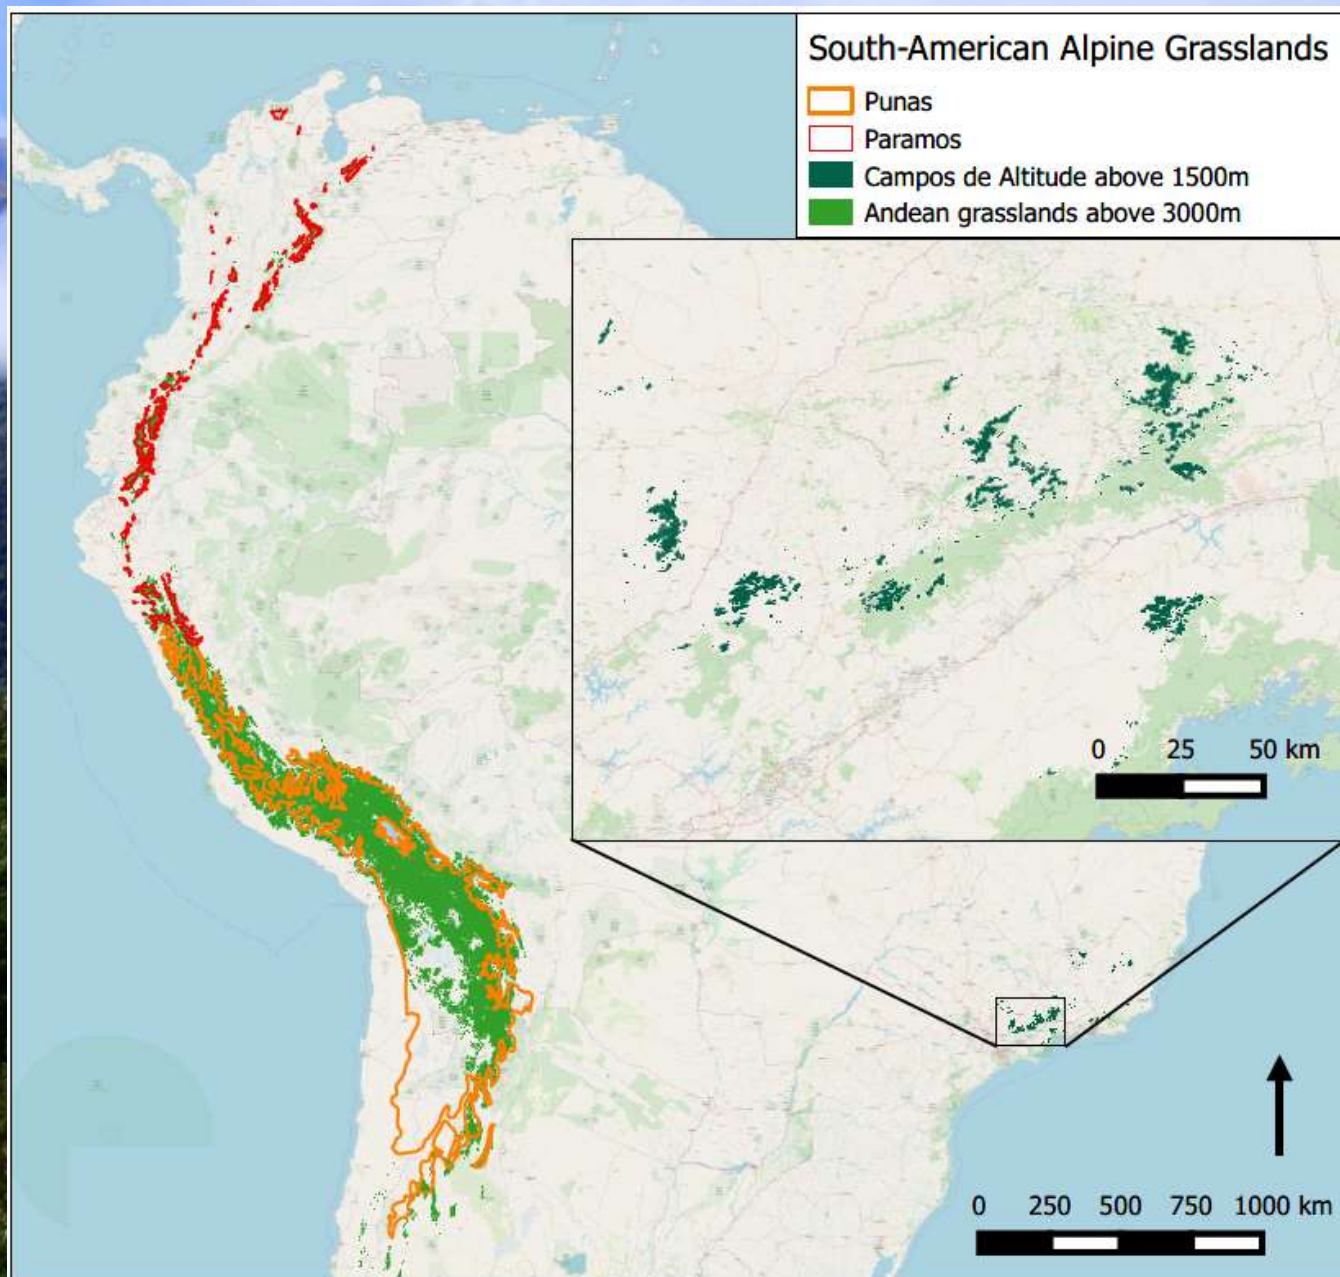 South-American Alpine Grasslands
Punas
Paramos
Campos de Altitude above 1500m
Andean grasslands above 3000m
0 25 50 km
0 250 500 750 1000 km